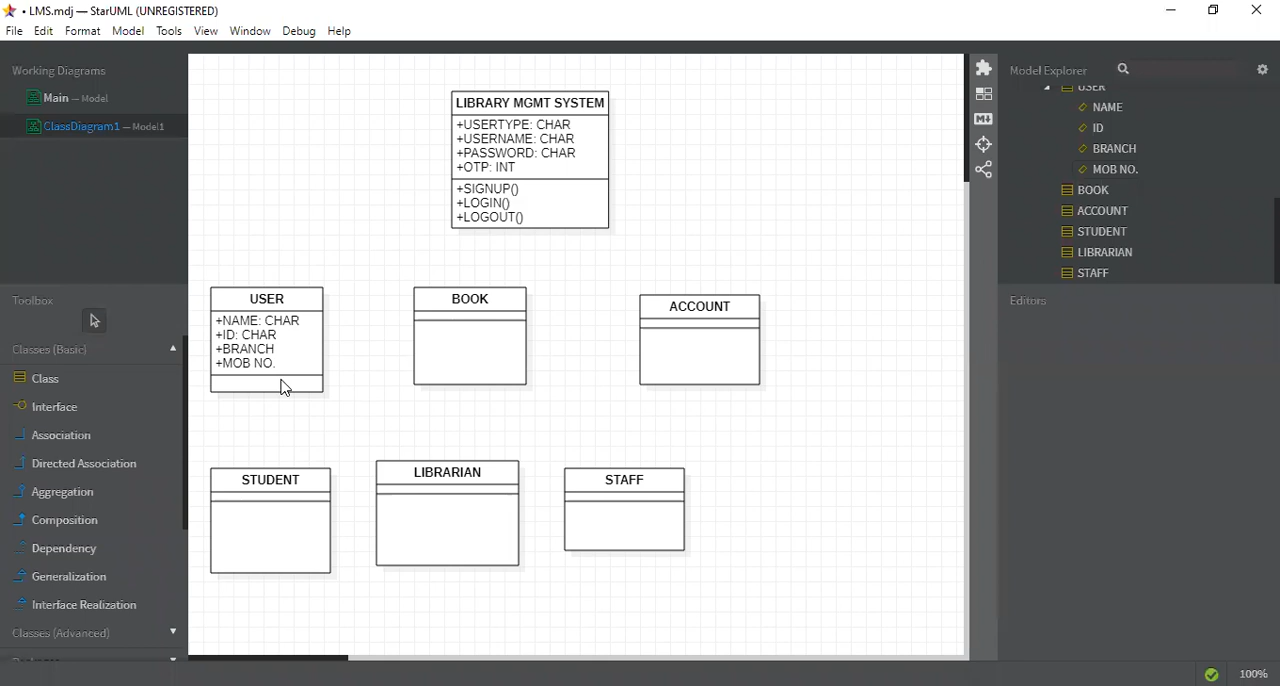 • LMS.mdj — StarUML (UNREGISTERED)
File Edit Format Model Tools View Window Debug Help
Working Diagrams
Main — Model
ClassDiagram1 — Model1
Toolbox
Classes (Basic)
Class
Interface
Association
Directed Association
Aggregation
Composition
Dependency
Generalization
Interface Realization
Classes (Advanced)
LIBRARY MGMT SYSTEM
+USERTYPE: CHAR
+USERNAME: CHAR
+PASSWORD: CHAR
+OTP: INT
+SIGNUP()
+LOGIN()
+LOGOUT()
USER
+NAME: CHAR
+ID: CHAR
+BRANCH
+MOB NO.
BOOK
ACCOUNT
STUDENT
LIBRARIAN
STAFF
Model Explorer
USER
NAME
ID
BRANCH
MOB NO.
BOOK
ACCOUNT
STUDENT
LIBRARIAN
STAFF
Editors
100%